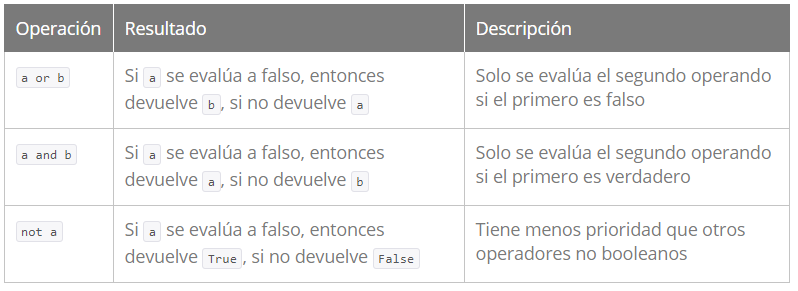 Operación Resultado Descripción
a or b Si a se evalúa a falso, entonces Solo se evalúa el segundo operando
devuelve b, si no devuelve a si el primero es falso
a and b Si a se evalúa a falso, entonces Solo se evalúa el segundo operando
devuelve a, si no devuelve b si el primero es verdadero
not a Si a se evalúa a falso, entonces Tiene menos prioridad que otros
devuelve True, si no devuelve False operadores no booleanos